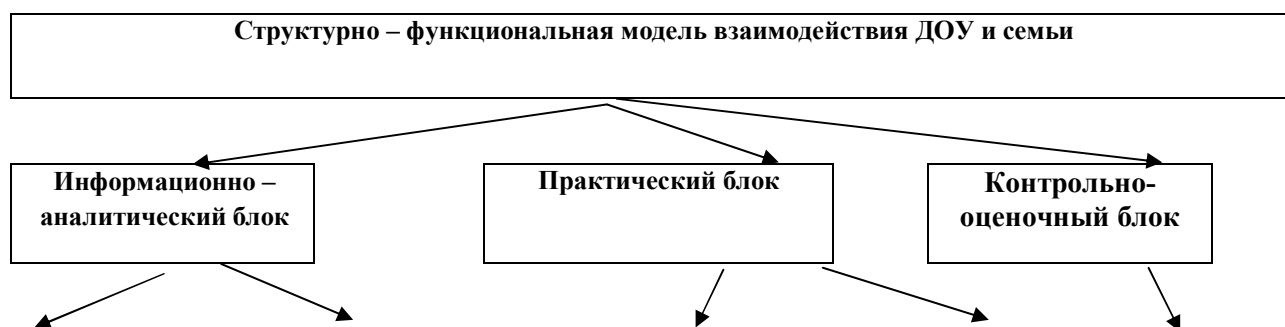 Структурно – функциональная модель взаимодействия ДОУ и семьи
Информационно –
аналитический блок
Практический блок
Контрольно-
оценочный блок